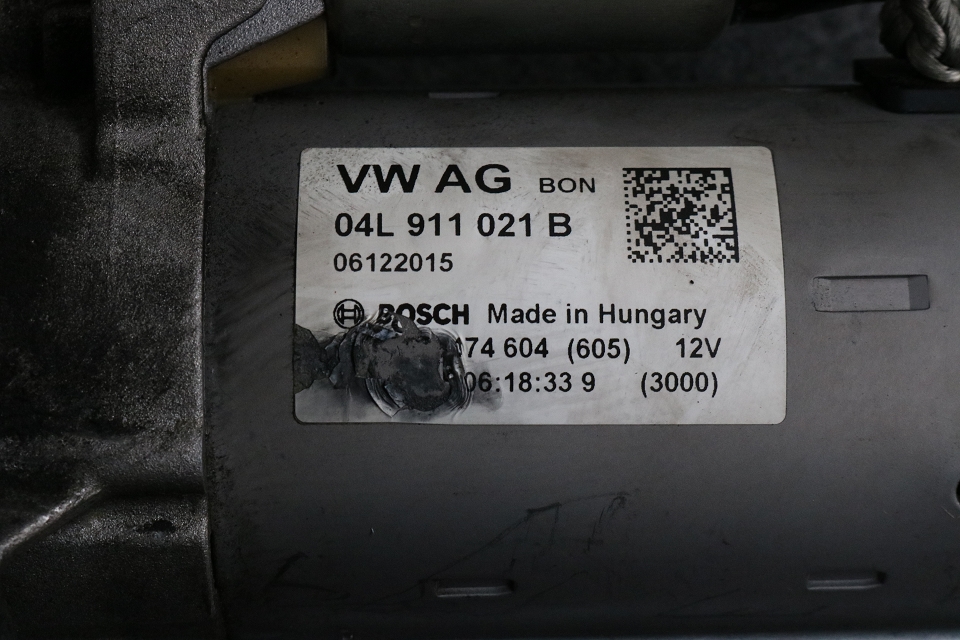 VW AG BON
04L 911 021 B
06122015
BOSCH Made in Hungary
74 604 (605) 12V
06:18:33 9 (3000)